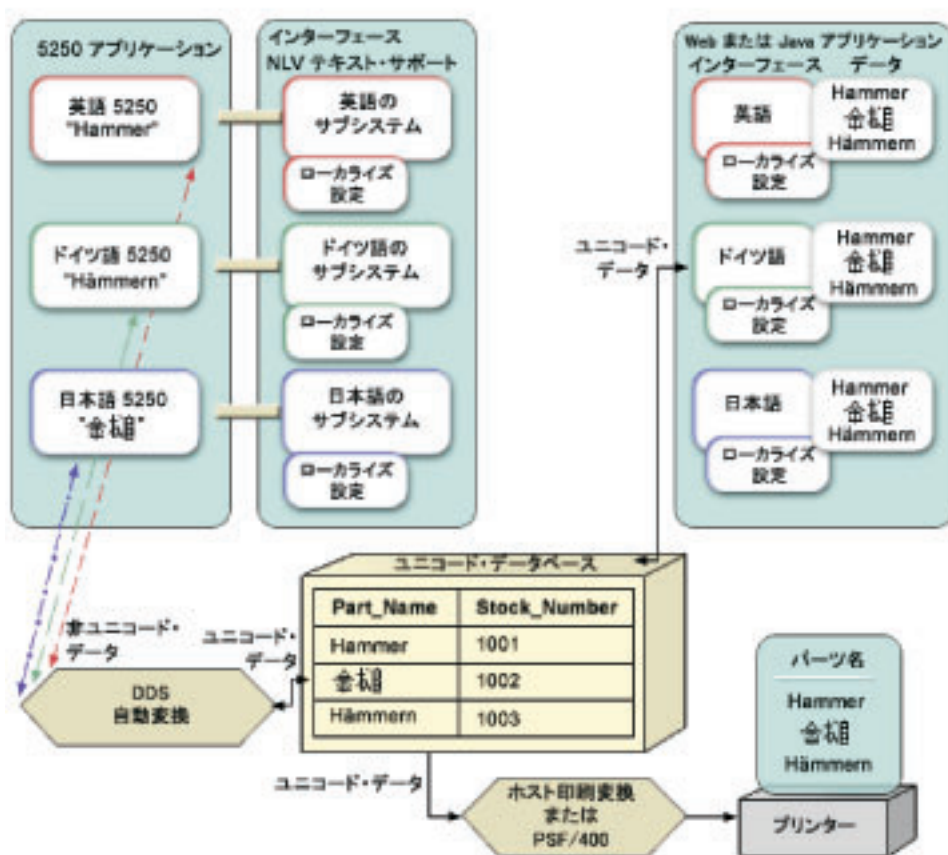 5250 アプリケーション
英語 5250
"Hammer"
ドイツ語 5250
"Hämmern"
日本語 5250
インターフェース
NLV テキスト・サポート
英語の
サブシステム
ローカライズ
設定
ドイツ語の
サブシステム
ローカライズ
設定
日本語の
サブシステム
ローカライズ
設定
Web または Java アプリケーション
インターフェース データ
英語
ローカライズ
設定
Hammer
Hämmern
ユニコード・
データ
ドイツ語
ローカライズ
設定
Hammer
Hämmern
日本語
ローカライズ
設定
Hammer
Hämmern
非ユニコード・
データ
DDS
自動変換
ユニコード・
データ
ユニコード・データベース
Part_Name Stock_Number
Hammer 1001
1002
Hämmern 1003
ユニコード・データ
ホスト印刷変換
または
PSF/400
パーツ名
Hammer
Hämmern
プリンター